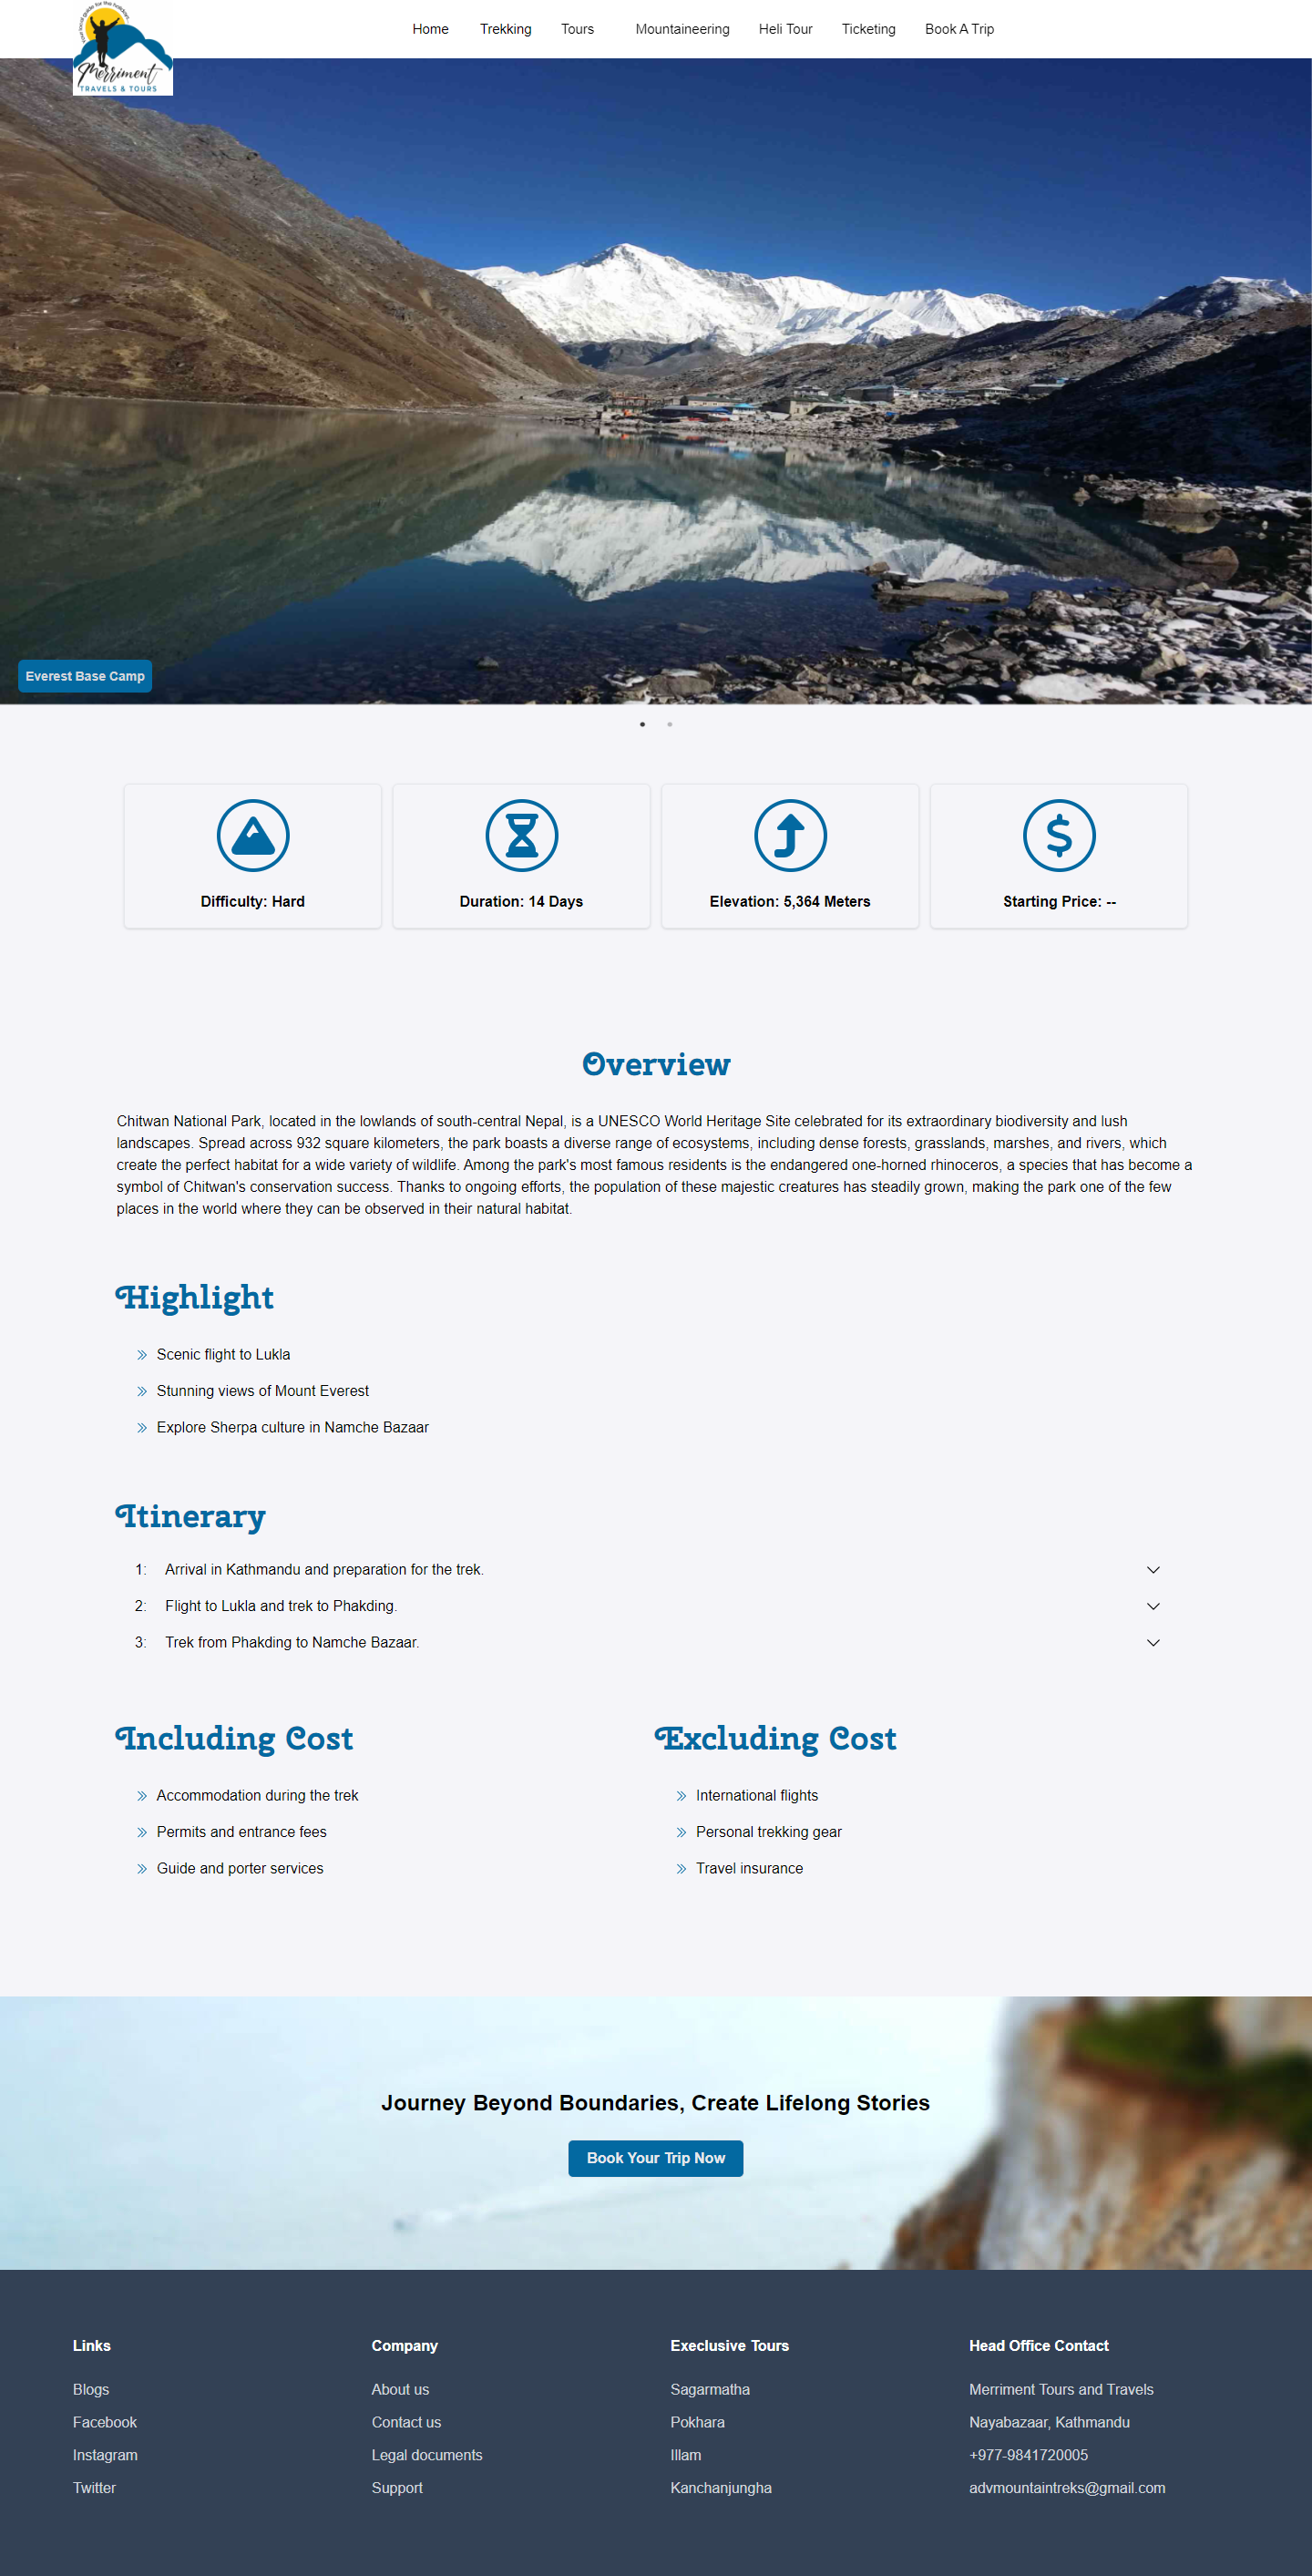 Your local guide for the holiday
Merriment
TRAVELS & TOURS
Home Trekking Tours Mountaineering Heli Tour Ticketing Book A Trip
Everest Base Camp
Difficulty: Hard
Duration: 14 Days
Elevation: 5,364 Meters
Starting Price: --
Overview
Chitwan National Park, located in the lowlands of south-central Nepal, is a UNESCO World Heritage Site celebrated for its extraordinary biodiversity and lush
landscapes. Spread across 932 square kilometers, the park boasts a diverse range of ecosystems, including dense forests, grasslands, marshes, and rivers, which
create the perfect habitat for a wide variety of wildlife. Among the park's most famous residents is the endangered one-horned rhinoceros, a species that has become a
symbol of Chitwan's conservation success. Thanks to ongoing efforts, the population of these majestic creatures has steadily grown, making the park one of the few
places in the world where they can be observed in their natural habitat.
Highlight
Scenic flight to Lukla
Stunning views of Mount Everest
Explore Sherpa culture in Namche Bazaar
Itinerary
1: Arrival in Kathmandu and preparation for the trek.
2: Flight to Lukla and trek to Phakding.
3: Trek from Phakding to Namche Bazaar.
Including Cost
Accommodation during the trek
Permits and entrance fees
Guide and porter services
Excluding Cost
International flights
Personal trekking gear
Travel insurance
Journey Beyond Boundaries, Create Lifelong Stories
Book Your Trip Now
Links
Blogs
Facebook
Instagram
Twitter
Company
About us
Contact us
Legal documents
Support
Execlusive Tours
Sagarmatha
Pokhara
Illam
Kanchanjungha
Head Office Contact
Merriment Tours and Travels
Nayabazaar, Kathmandu
+977-9841720005
advmountaintreks@gmail.com